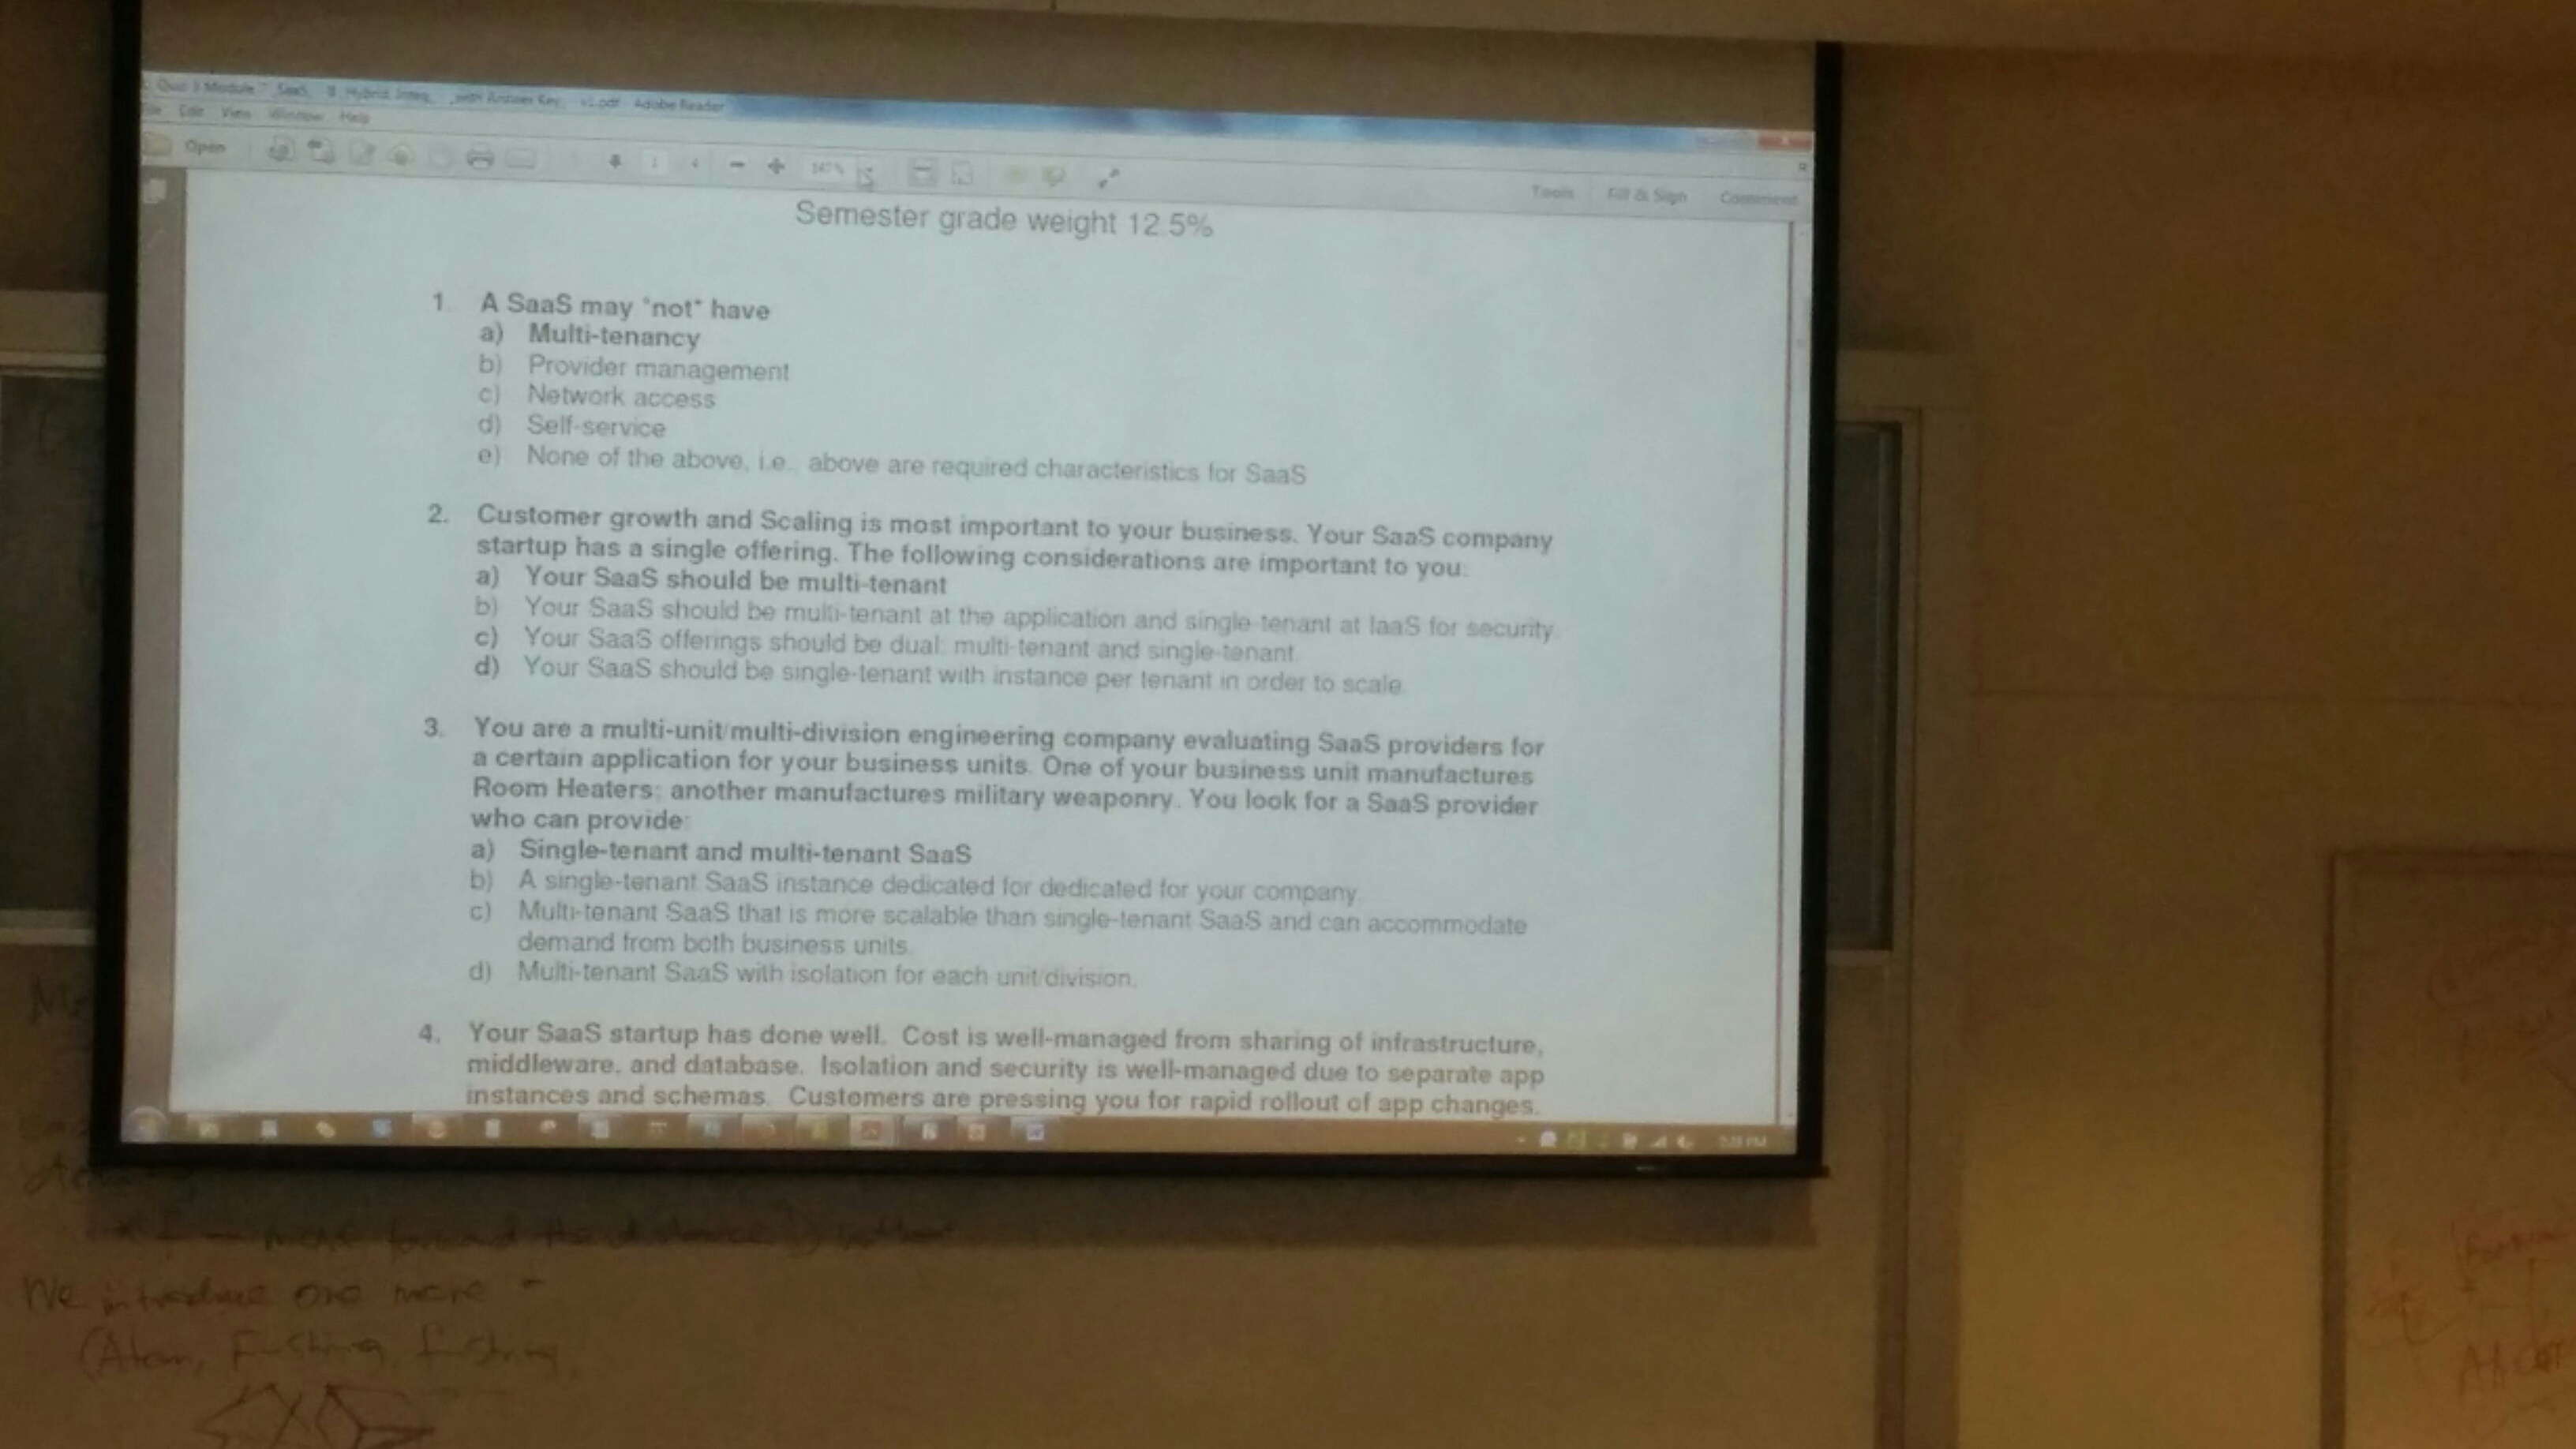 Quiz 3 Module 7_SaaS, 8_Hybrid Integ, _with Answer Key, v1.pdf - Adobe Reader
File Edit View Window Help
Open
Tools Fill & Sign Comment
Semester grade weight 12.5%
1. A SaaS may *not* have
a) Multi-tenancy
b) Provider management
c) Network access
d) Self-service
e) None of the above, i.e., above are required characteristics for SaaS
2. Customer growth and Scaling is most important to your business. Your SaaS company
startup has a single offering. The following considerations are important to you:
a) Your SaaS should be multi-tenant
b) Your SaaS should be multi-tenant at the application and single-tenant at IaaS for security.
c) Your SaaS offerings should be dual: multi-tenant and single-tenant.
d) Your SaaS should be single-tenant with instance per tenant in order to scale.
3. You are a multi-unit/multi-division engineering company evaluating SaaS providers for
a certain application for your business units. One of your business unit manufactures
Room Heaters; another manufactures military weaponry. You look for a SaaS provider
who can provide:
a) Single-tenant and multi-tenant SaaS
b) A single-tenant SaaS instance dedicated for dedicated for your company.
c) Multi-tenant SaaS that is more scalable than single-tenant SaaS and can accommodate
demand from both business units.
d) Multi-tenant SaaS with isolation for each unit/division.
4. Your SaaS startup has done well. Cost is well-managed from sharing of infrastructure,
middleware, and database. Isolation and security is well-managed due to separate app
instances and schemas. Customers are pressing you for rapid rollout of app changes.
We introduce one more -
(Atom,